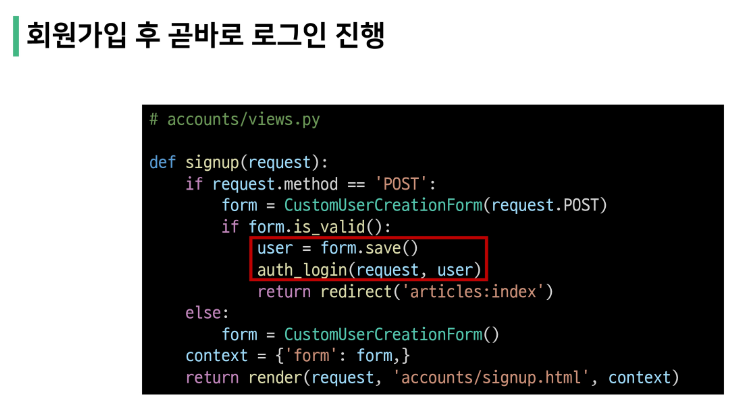 회원가입 후 곧바로 로그인 진행
# accounts/views.py
def signup(request):
    if request.method == 'POST':
        form = CustomUserCreationForm(request.POST)
        if form.is_valid():
            user = form.save()
            auth_login(request, user)
            return redirect('articles:index')
    else:
        form = CustomUserCreationForm()
    context = {'form': form,}
    return render(request, 'accounts/signup.html', context)